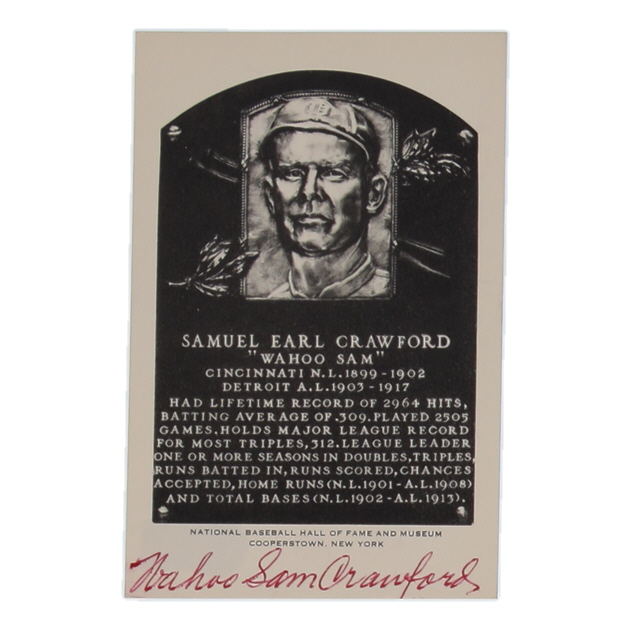 SAMUEL EARL CRAWFORD
"WAHOO SAM"
CINCINNATI N.L. 1899 - 1902
DETROIT A.L. 1903 - 1917
HAD LIFETIME RECORD OF 2964 HITS,
BATTING AVERAGE OF .309. PLAYED 2505
GAMES. HOLDS MAJOR LEAGUE RECORD
FOR MOST TRIPLES, 312. LEAGUE LEADER
ONE OR MORE SEASONS IN DOUBLES, TRIPLES,
RUNS BATTED IN, RUNS SCORED, CHANCES
ACCEPTED, HOME RUNS (N.L. 1901 - A.L. 1908)
AND TOTAL BASES (N.L. 1902 - A.L. 1913).
NATIONAL BASEBALL HALL OF FAME AND MUSEUM
COOPERSTOWN, NEW YORK
Wahoo Sam Crawford